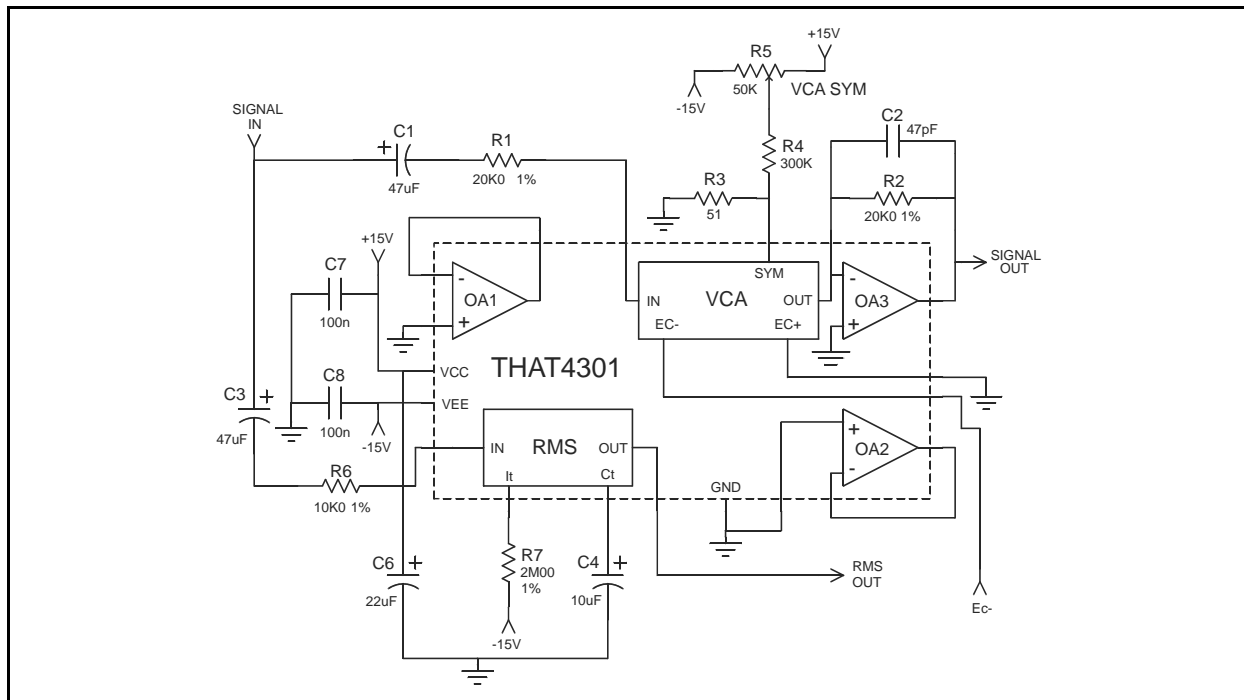 +15V
R5
50K
VCA SYM
-15V
SIGNAL
IN
C1
+
47uF
R1
20K0 1%
R4
300K
R3
51
C2
47pF
R2
20K0 1%
+15V
C7
100n
-
OA1
+
SYM
IN
VCA
OUT
EC-
EC+
-
OA3
+
SIGNAL
OUT
THAT4301
VCC
VEE
C8
100n
-15V
C3
+
47uF
R6
10K0 1%
IN
RMS
OUT
It
Ct
GND
+
OA2
-
C6
+
22uF
R7
2M00
1%
-15V
C4
+
10uF
RMS
OUT
Ec-